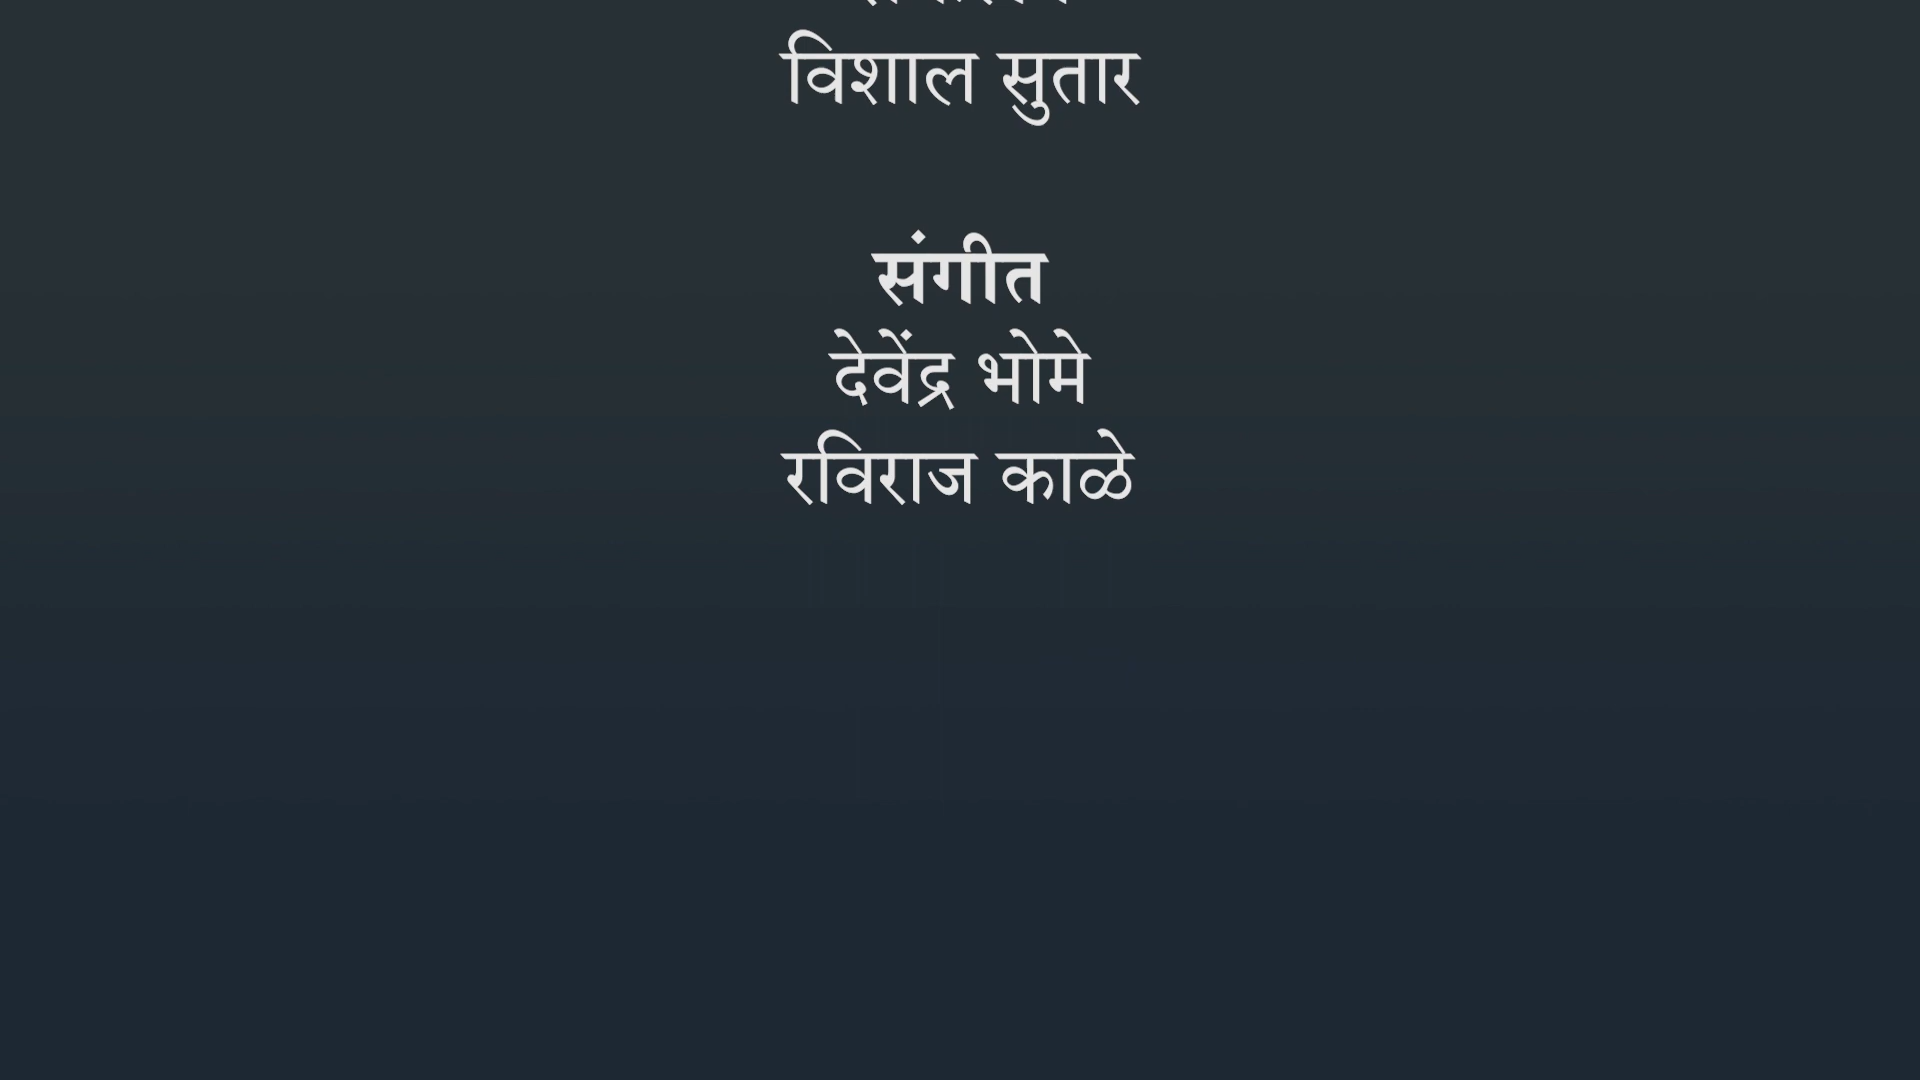 विशाल सुतार
संगीत
देवेंद्र भोमे
रविराज काळे